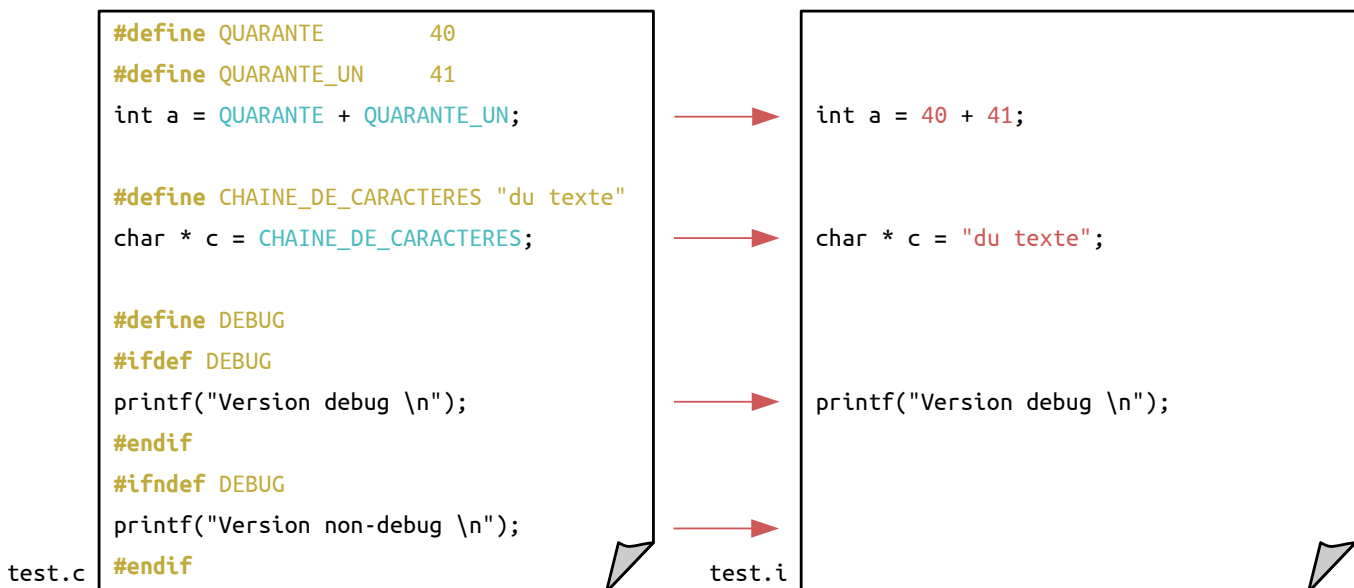 #define QUARANTE 40
#define QUARANTE_UN 41
int a = QUARANTE + QUARANTE_UN;
#define CHAINE_DE_CARACTERES "du texte"
char * c = CHAINE_DE_CARACTERES;
#define DEBUG
#ifdef DEBUG
printf("Version debug \n");
#endif
#ifndef DEBUG
printf("Version non-debug \n");
#endif
test.c
int a = 40 + 41;
char * c = "du texte";
printf("Version debug \n");
test.i